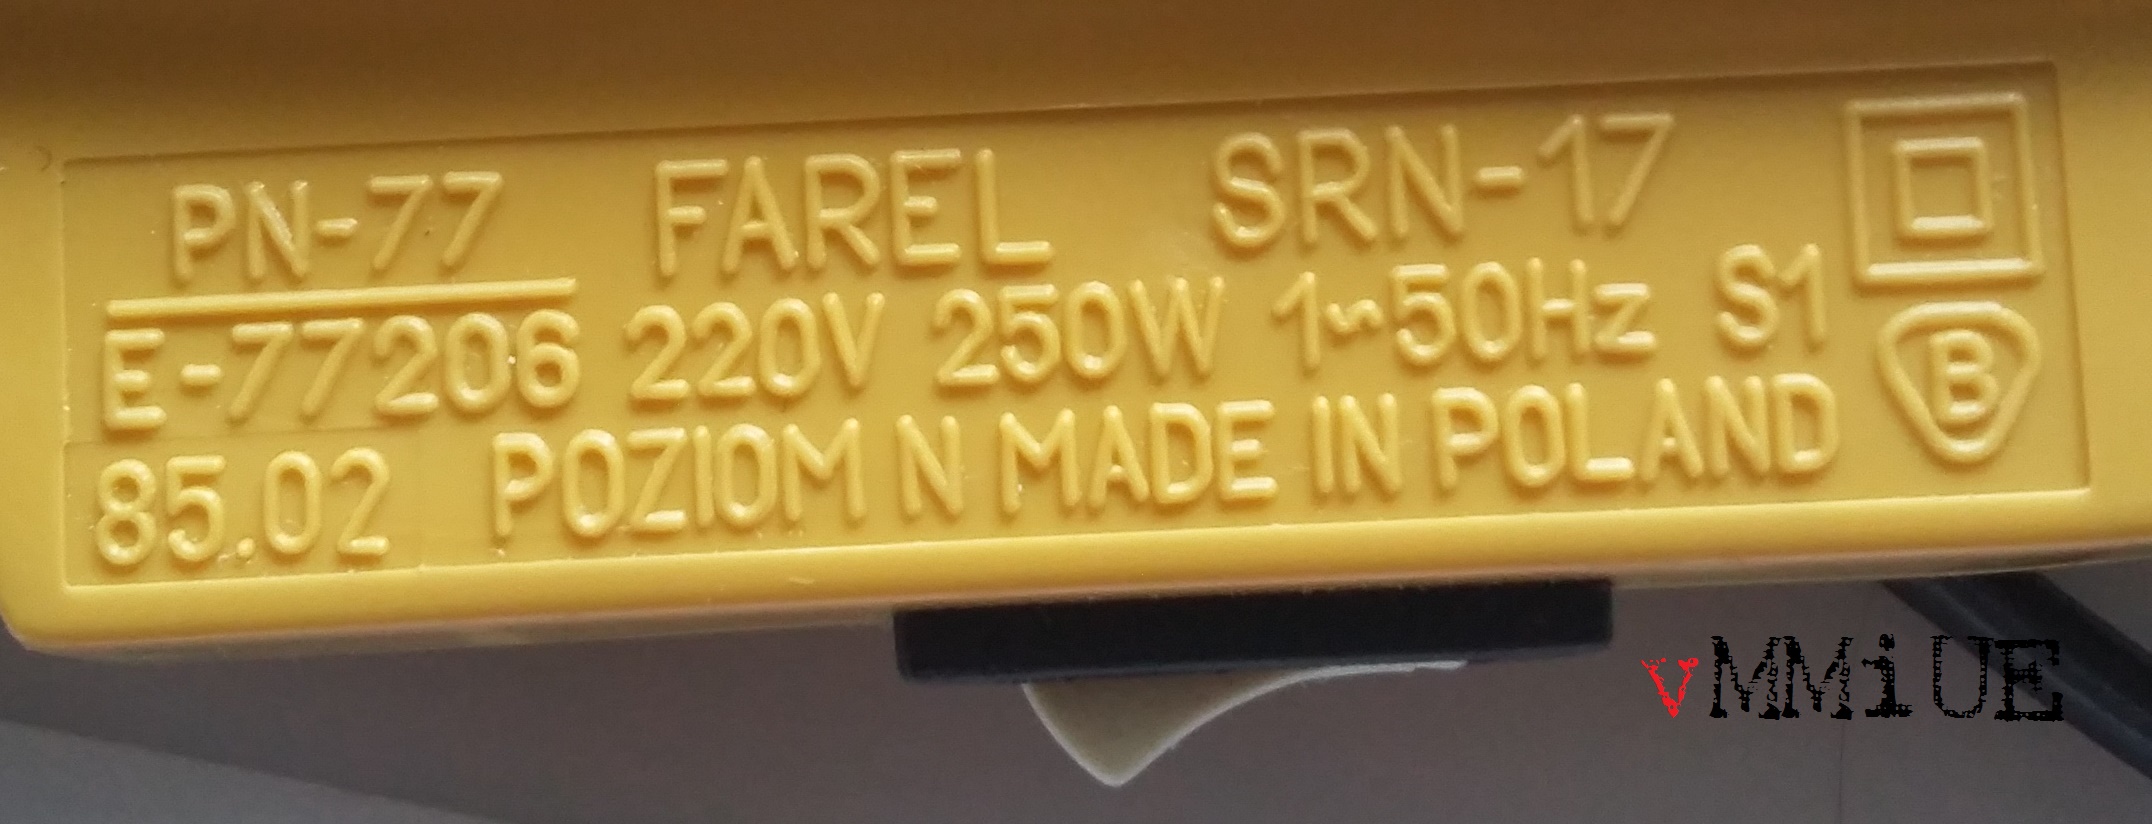 PN-77 FAREL SRN-17
E-77206 220V 250W 1~50Hz S1
B
85.02 POZIOM N MADE IN POLAND
vMMiUE